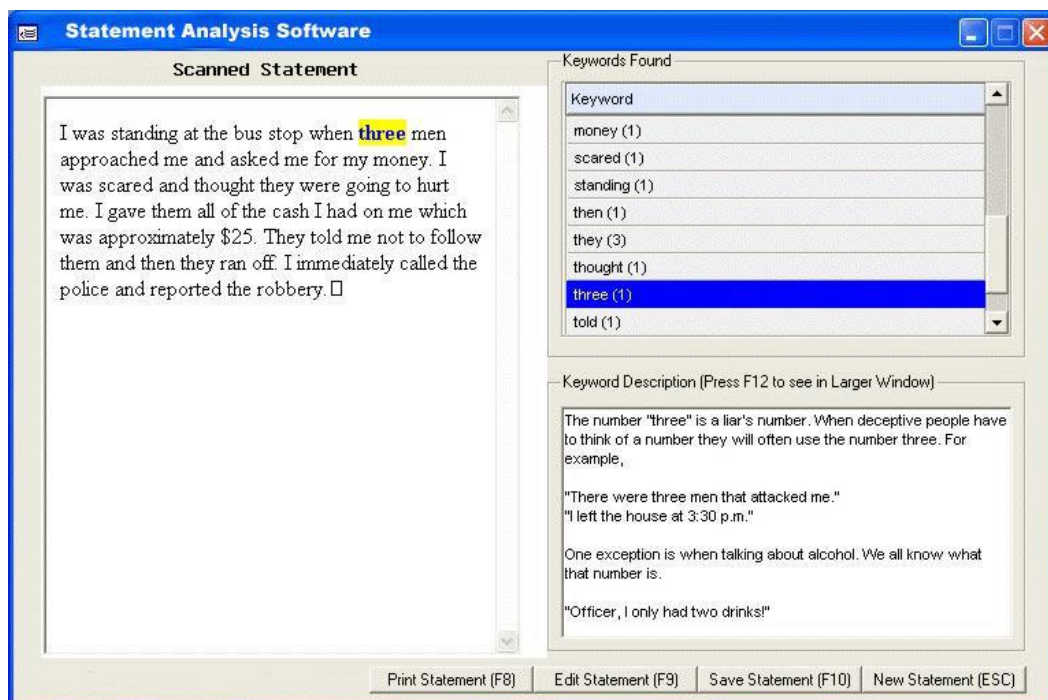 Statement Analysis Software
Scanned Statement
I was standing at the bus stop when three men
approached me and asked me for my money. I
was scared and thought they were going to hurt
me. I gave them all of the cash I had on me which
was approximately $25. They told me not to follow
them and then they ran off. I immediately called the
police and reported the robbery.
Keywords Found
Keyword
money (1)
scared (1)
standing (1)
then (1)
they (3)
thought (1)
three (1)
told (1)
Keyword Description (Press F12 to see in Larger Window)
The number "three" is a liar's number. When deceptive people have
to think of a number they will often use the number three. For
example,
"There were three men that attacked me."
"I left the house at 3:30 p.m."
One exception is when talking about alcohol. We all know what
that number is.
"Officer, I only had two drinks!"
Print Statement (F8)
Edit Statement (F9)
Save Statement (F10)
New Statement (ESC)